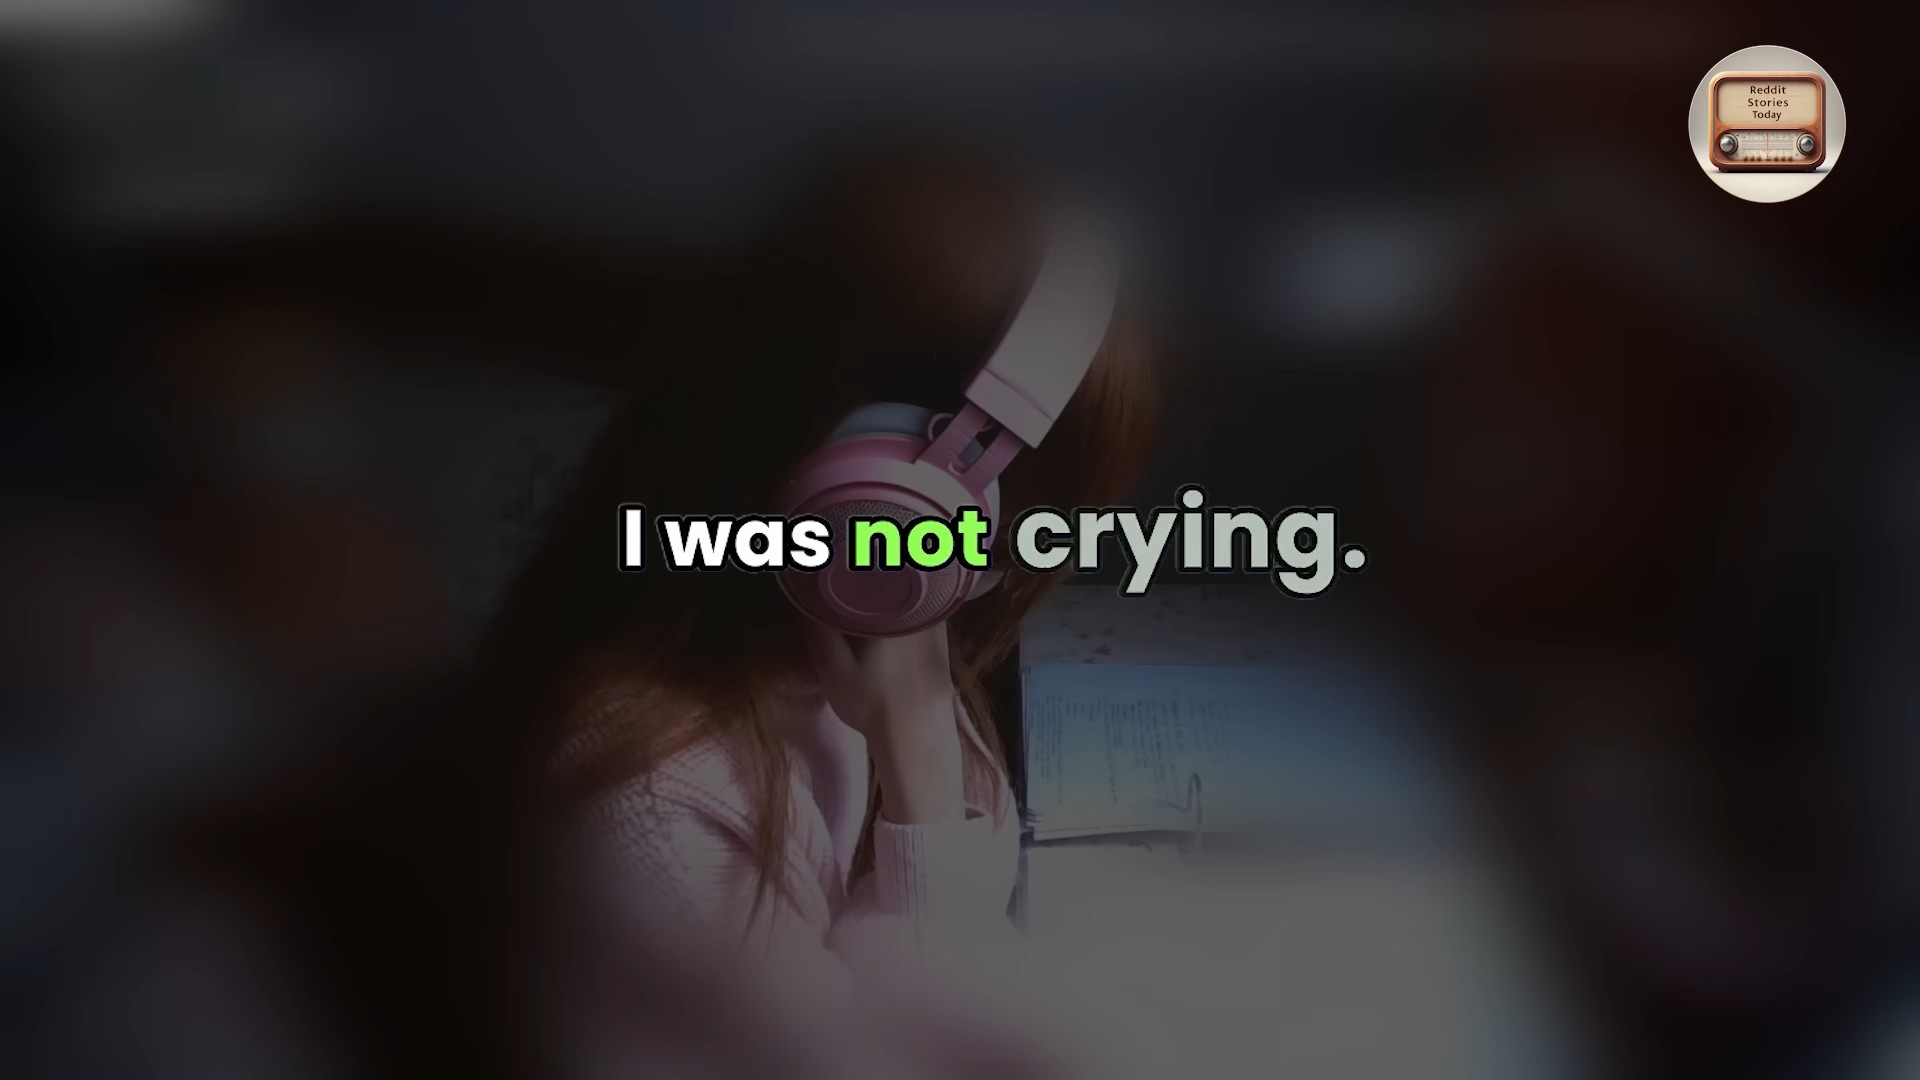 Reddit
Stories
Today
I was not crying.